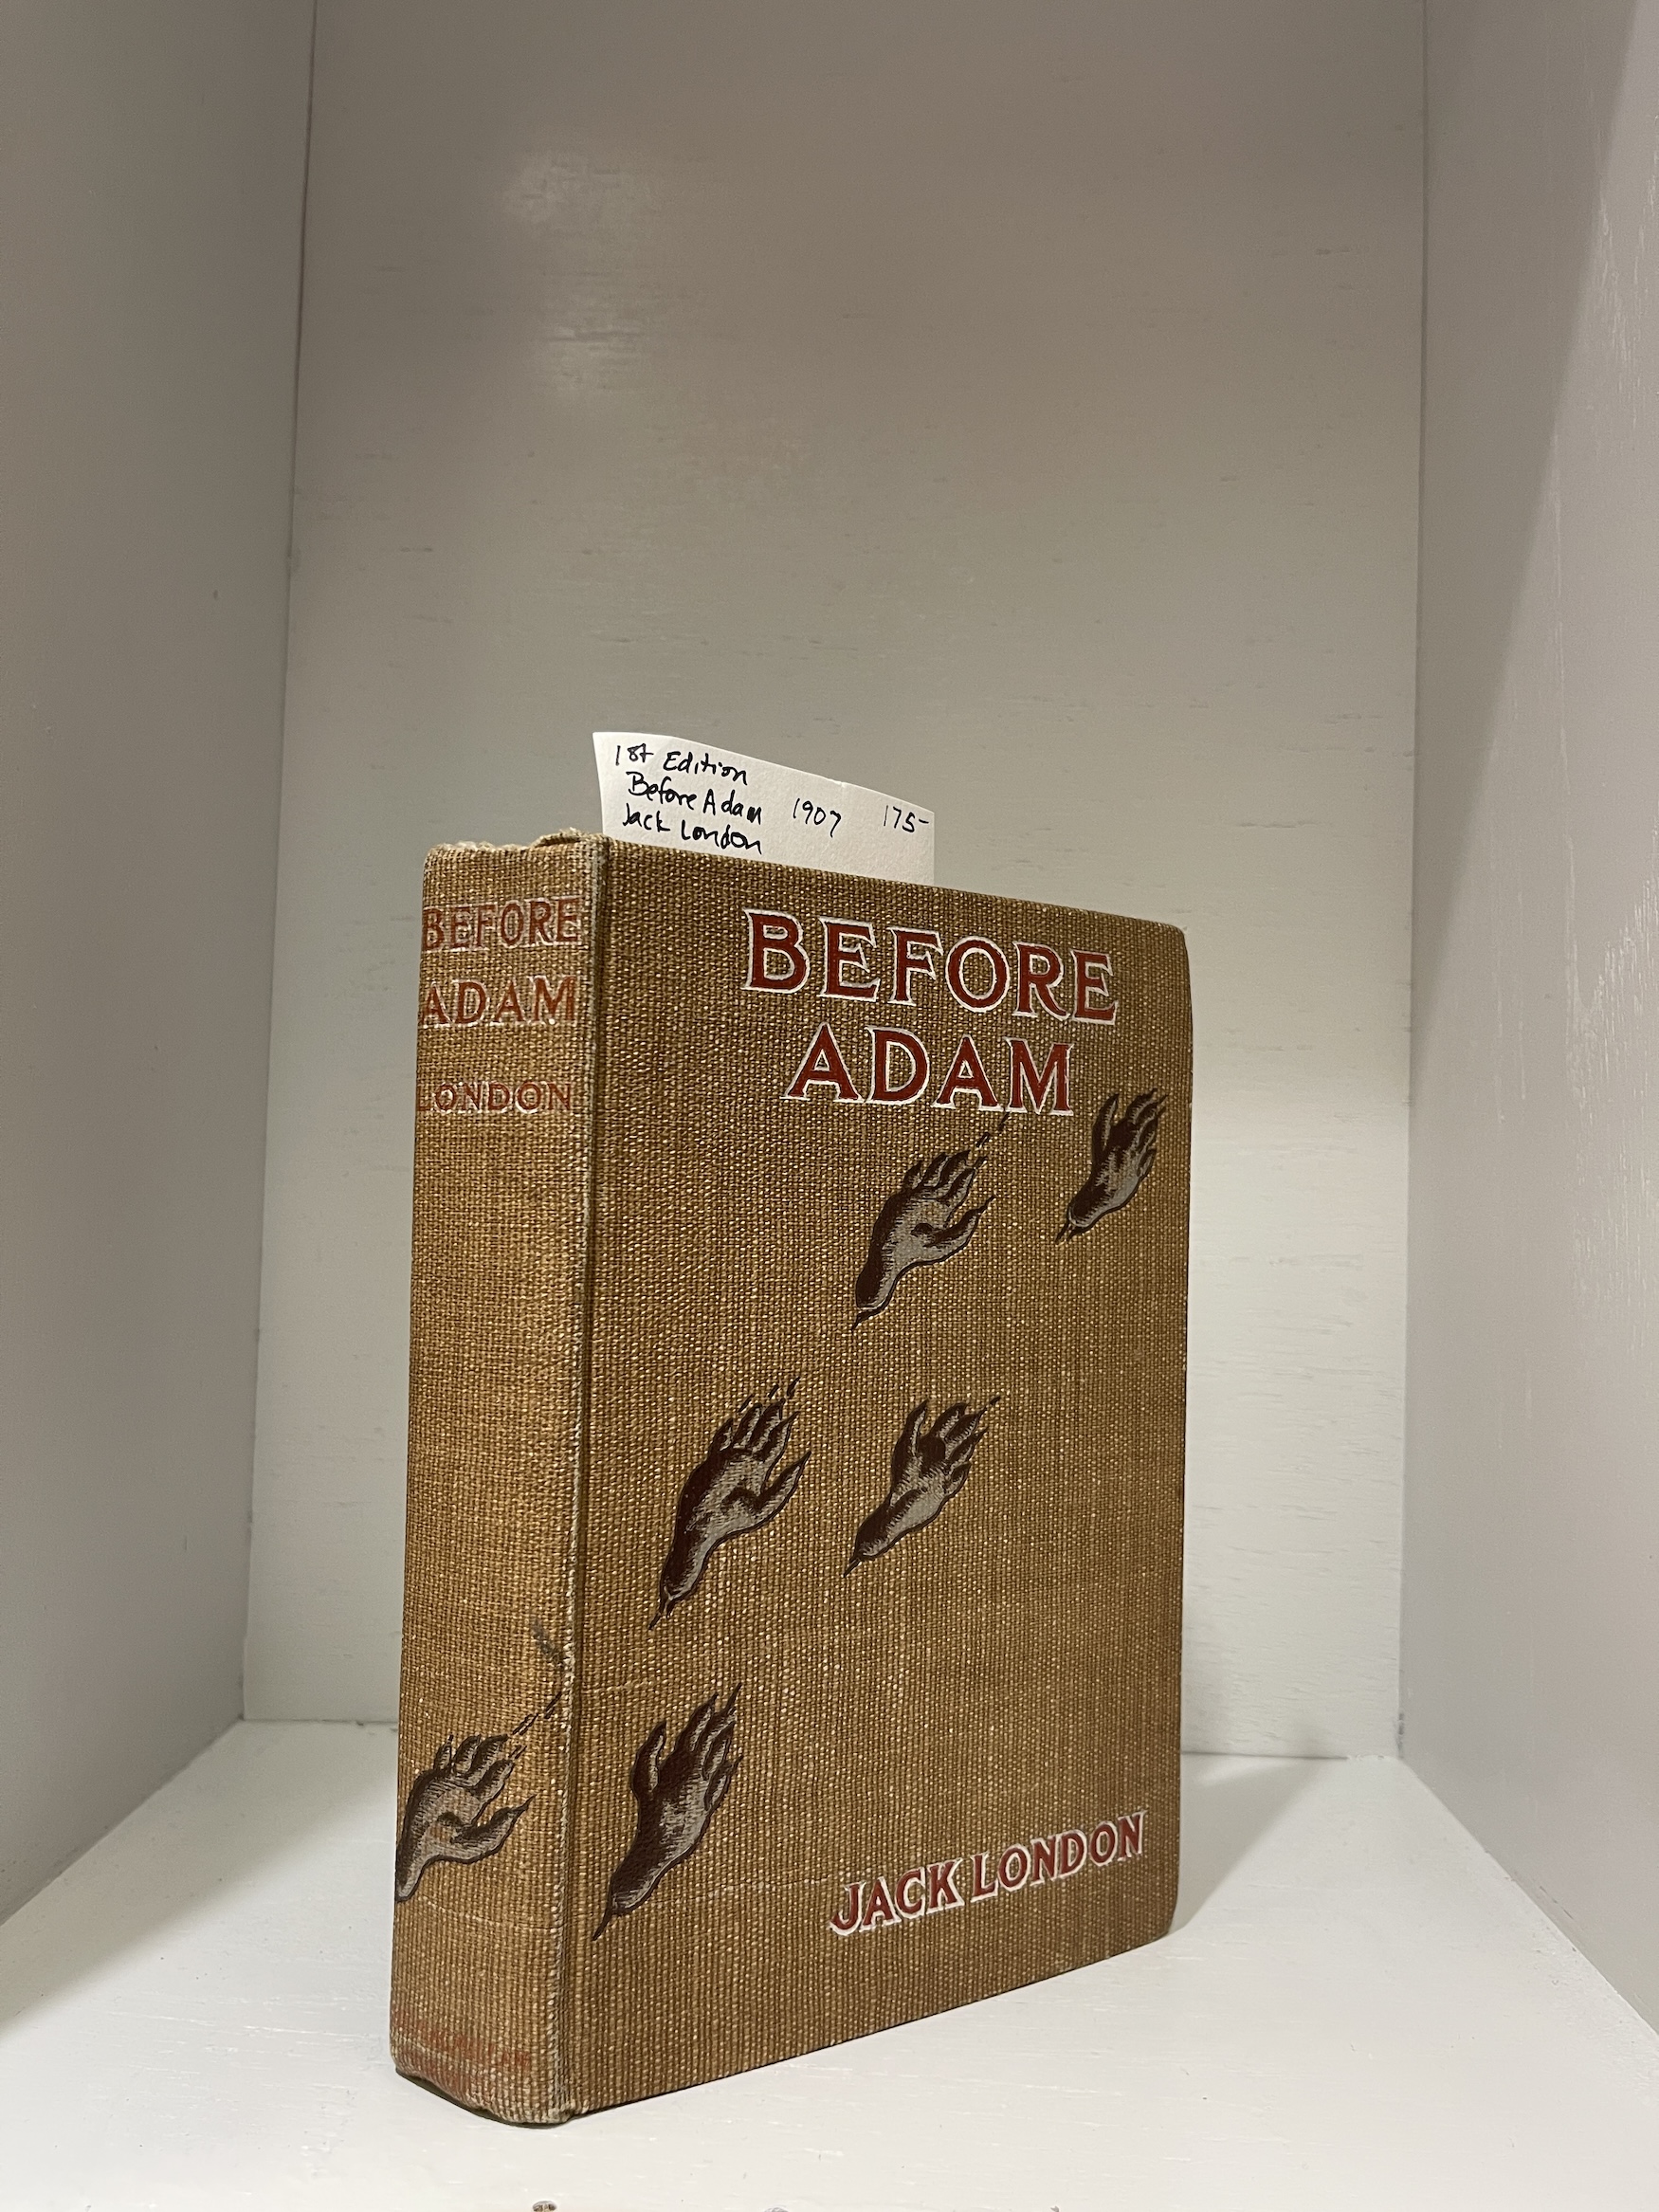 1st Edition
Before Adam 1907 175-
Jack London
BEFORE
ADAM
LONDON
BEFORE
ADAM
JACK LONDON